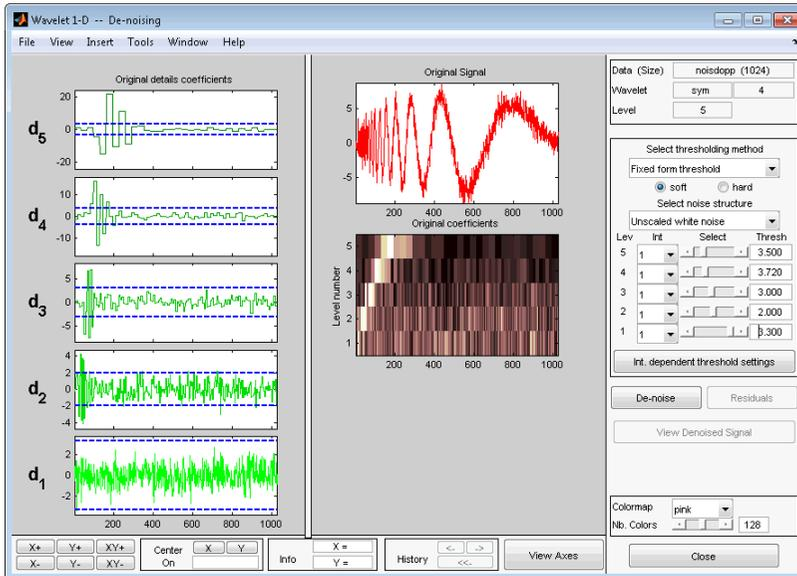 Wavelet 1-D -- De-noising
File View Insert Tools Window Help
Original details coefficients
20
0
-20
d5
10
0
-10
d4
5
0
-5
d3
4
2
0
-2
-4
d2
2
0
-2
d1
200 400 600 800 1000
Original Signal
5
0
-5
200 400 600 800 1000
Original coefficients
Level number
5
4
3
2
1
200 400 600 800 1000
Data (Size) noisdopp (1024)
Wavelet sym 4
Level 5
Select thresholding method
Fixed form threshold
soft hard
Select noise structure
Unscaled white noise
Lev Int Select Thresh
5 1 3.500
4 1 3.720
3 1 3.000
2 1 2.000
1 1 3.300
Int. dependent threshold settings
De-noise Residuals
View Denoised Signal
Colormap pink
Nb. Colors 128
Close
X+ Y+ XY+
X- Y- XY-
Center On X Y
Info X = Y =
History <- -> <<-
View Axes